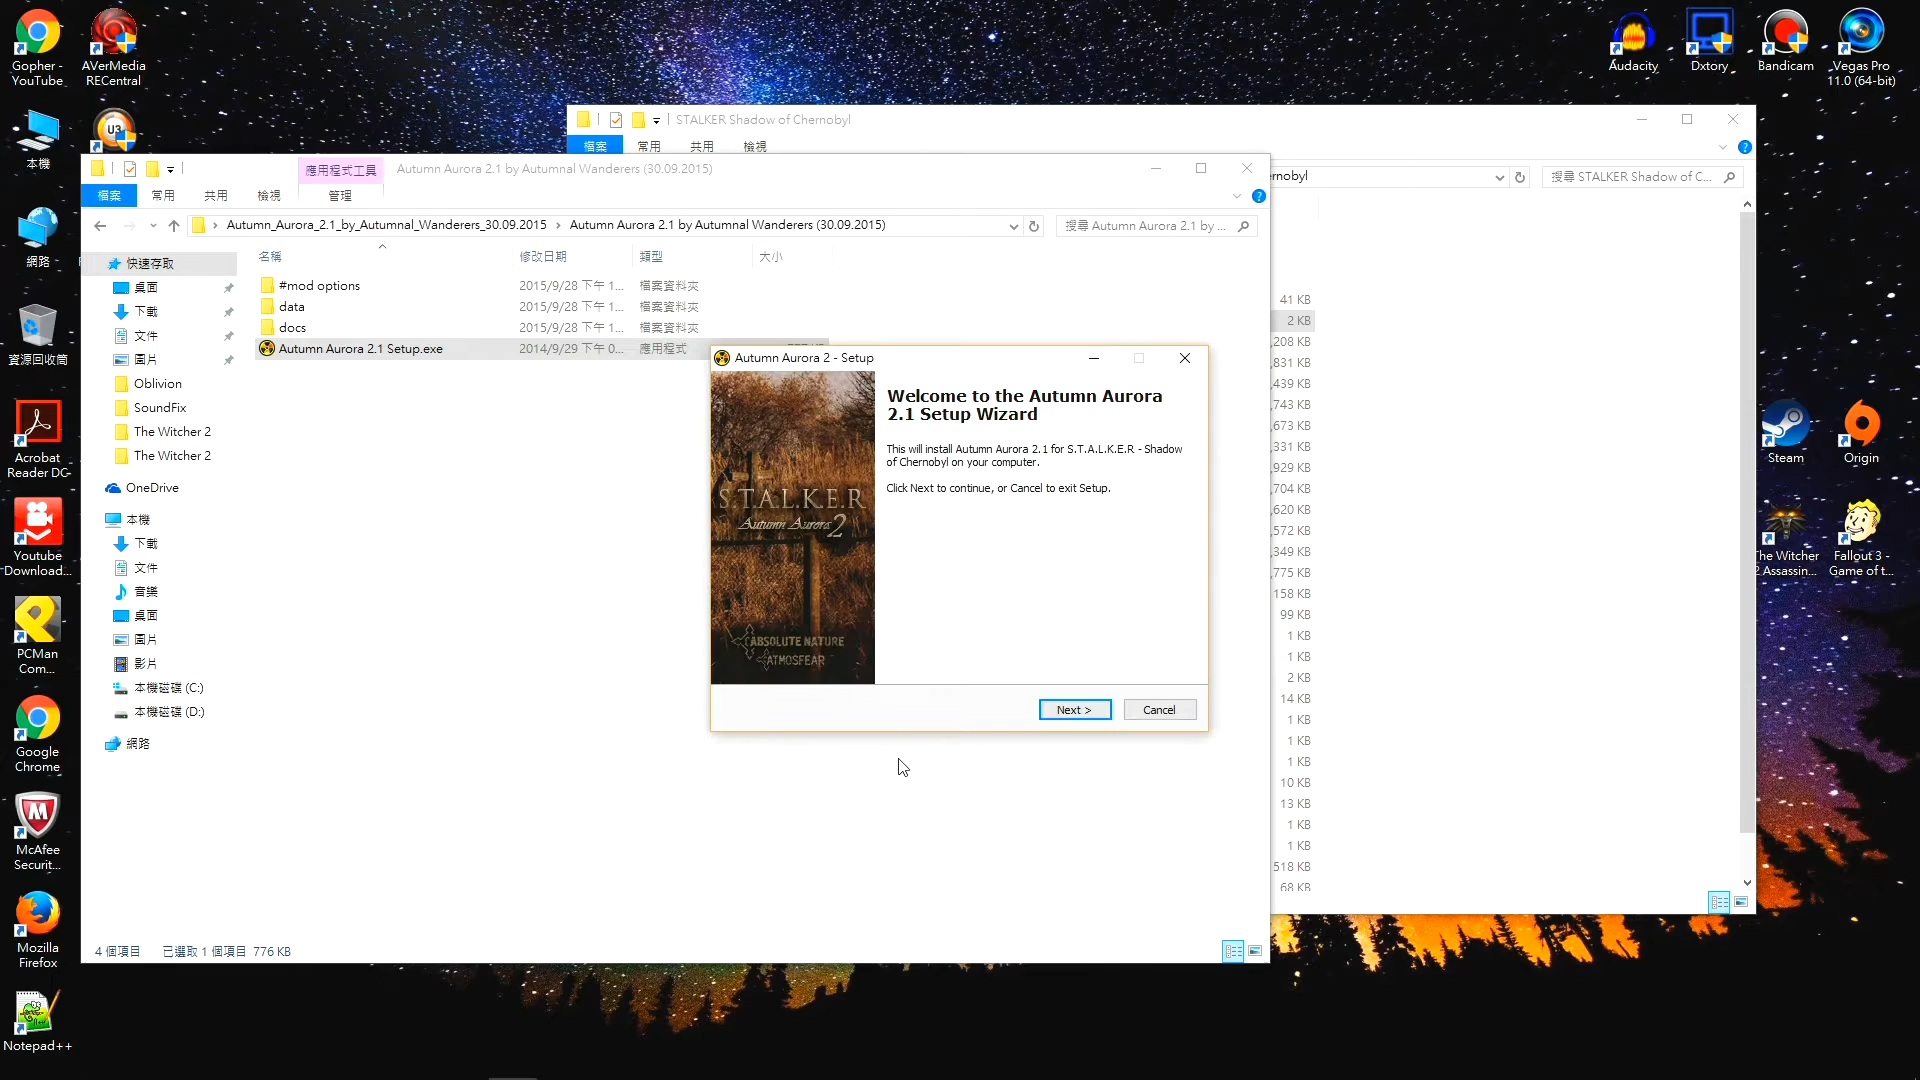 Gopher -
YouTube
AVerMedia
RECentral
本機
網路
資源回收筒
Acrobat
Reader DC
Youtube
Download...
PCMan
Com...
Google
Chrome
McAfee
Securit...
Mozilla
Firefox
Notepad++
Audacity
Dxtory
Bandicam
Vegas Pro
11.0 (64-bit)
Steam
Origin
The Witcher
2 Assassin...
Fallout 3 -
Game of t...
STALKER Shadow of Chernobyl
檔案 常用 共用 檢視
ernobyl
搜尋 STALKER Shadow of C...
41 KB
2 KB
,208 KB
,831 KB
,439 KB
,743 KB
,673 KB
,331 KB
,929 KB
,704 KB
,620 KB
,572 KB
,349 KB
,775 KB
158 KB
99 KB
1 KB
1 KB
2 KB
14 KB
1 KB
1 KB
1 KB
10 KB
13 KB
1 KB
1 KB
518 KB
68 KB
應用程式工具 Autumn Aurora 2.1 by Autumnal Wanderers (30.09.2015)
檔案 常用 共用 檢視 管理
Autumn_Aurora_2.1_by_Autumnal_Wanderers_30.09.2015 › Autumn Aurora 2.1 by Autumnal Wanderers (30.09.2015)
搜尋 Autumn Aurora 2.1 by ...
快速存取
桌面
下載
文件
圖片
Oblivion
SoundFix
The Witcher 2
The Witcher 2
OneDrive
本機
下載
文件
音樂
桌面
圖片
影片
本機磁碟 (C:)
本機磁碟 (D:)
網路
名稱 修改日期 類型 大小
#mod options 2015/9/28 下午 1... 檔案資料夾
data 2015/9/28 下午 1... 檔案資料夾
docs 2015/9/28 下午 1... 檔案資料夾
Autumn Aurora 2.1 Setup.exe 2014/9/29 下午 0... 應用程式
4 個項目 已選取 1 個項目 776 KB
Autumn Aurora 2 - Setup
S.T.A.L.K.E.R
Autumn Aurora 2
ABSOLUTE NATURE
ATMOSFEAR
Welcome to the Autumn Aurora
2.1 Setup Wizard
This will install Autumn Aurora 2.1 for S.T.A.L.K.E.R - Shadow
of Chernobyl on your computer.
Click Next to continue, or Cancel to exit Setup.
Next >
Cancel